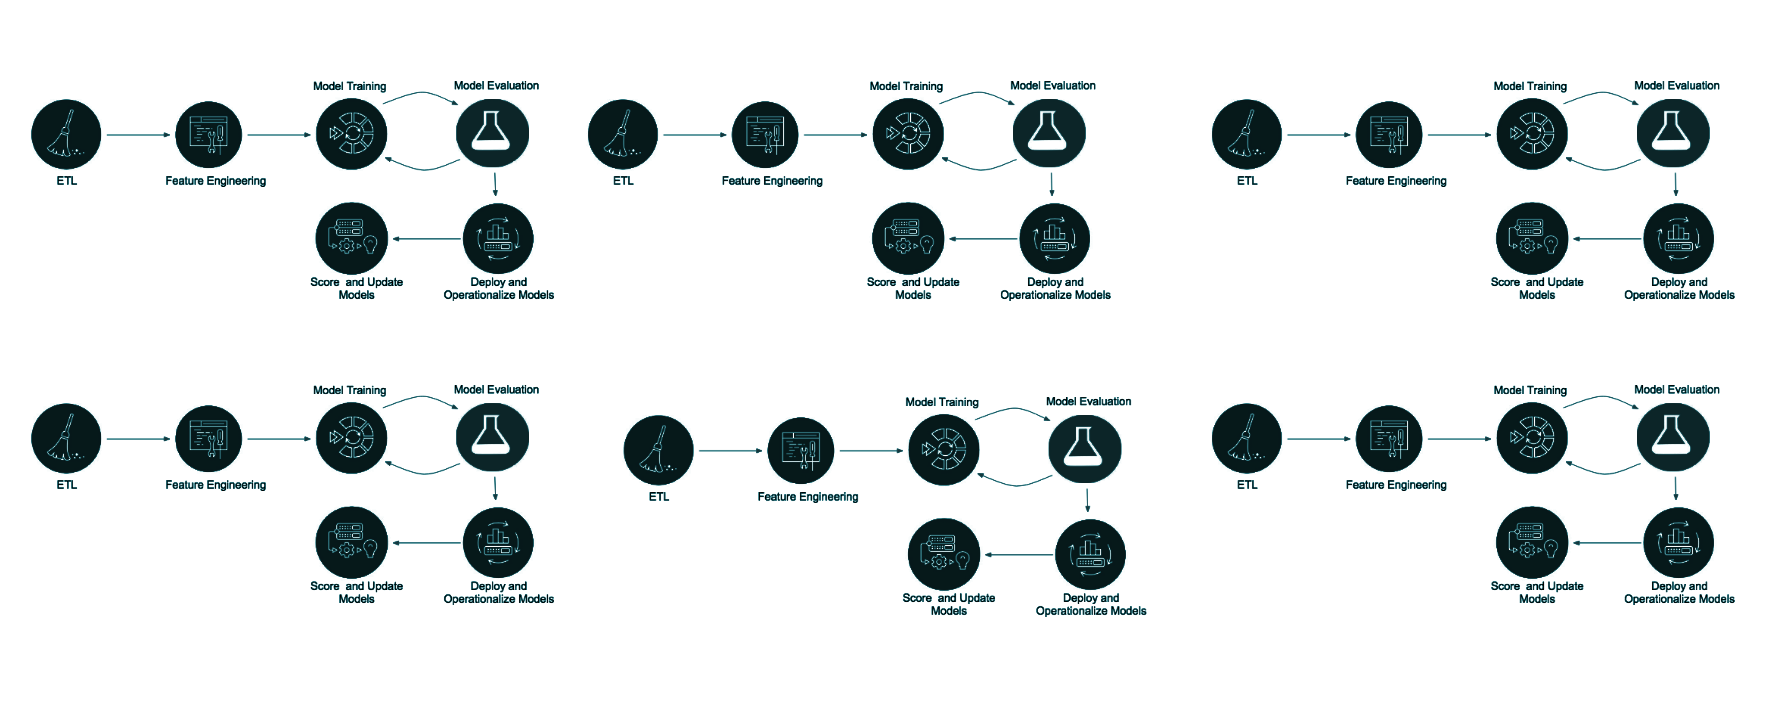 Model Training
Model Evaluation
ETL
Feature Engineering
Score and Update
Models
Deploy and
Operationalize Models
Model Training
Model Evaluation
ETL
Feature Engineering
Score and Update
Models
Deploy and
Operationalize Models
Model Training
Model Evaluation
ETL
Feature Engineering
Score and Update
Models
Deploy and
Operationalize Models
Model Training
Model Evaluation
ETL
Feature Engineering
Score and Update
Models
Deploy and
Operationalize Models
Model Training
Model Evaluation
ETL
Feature Engineering
Score and Update
Models
Deploy and
Operationalize Models
Model Training
Model Evaluation
ETL
Feature Engineering
Score and Update
Models
Deploy and
Operationalize Models